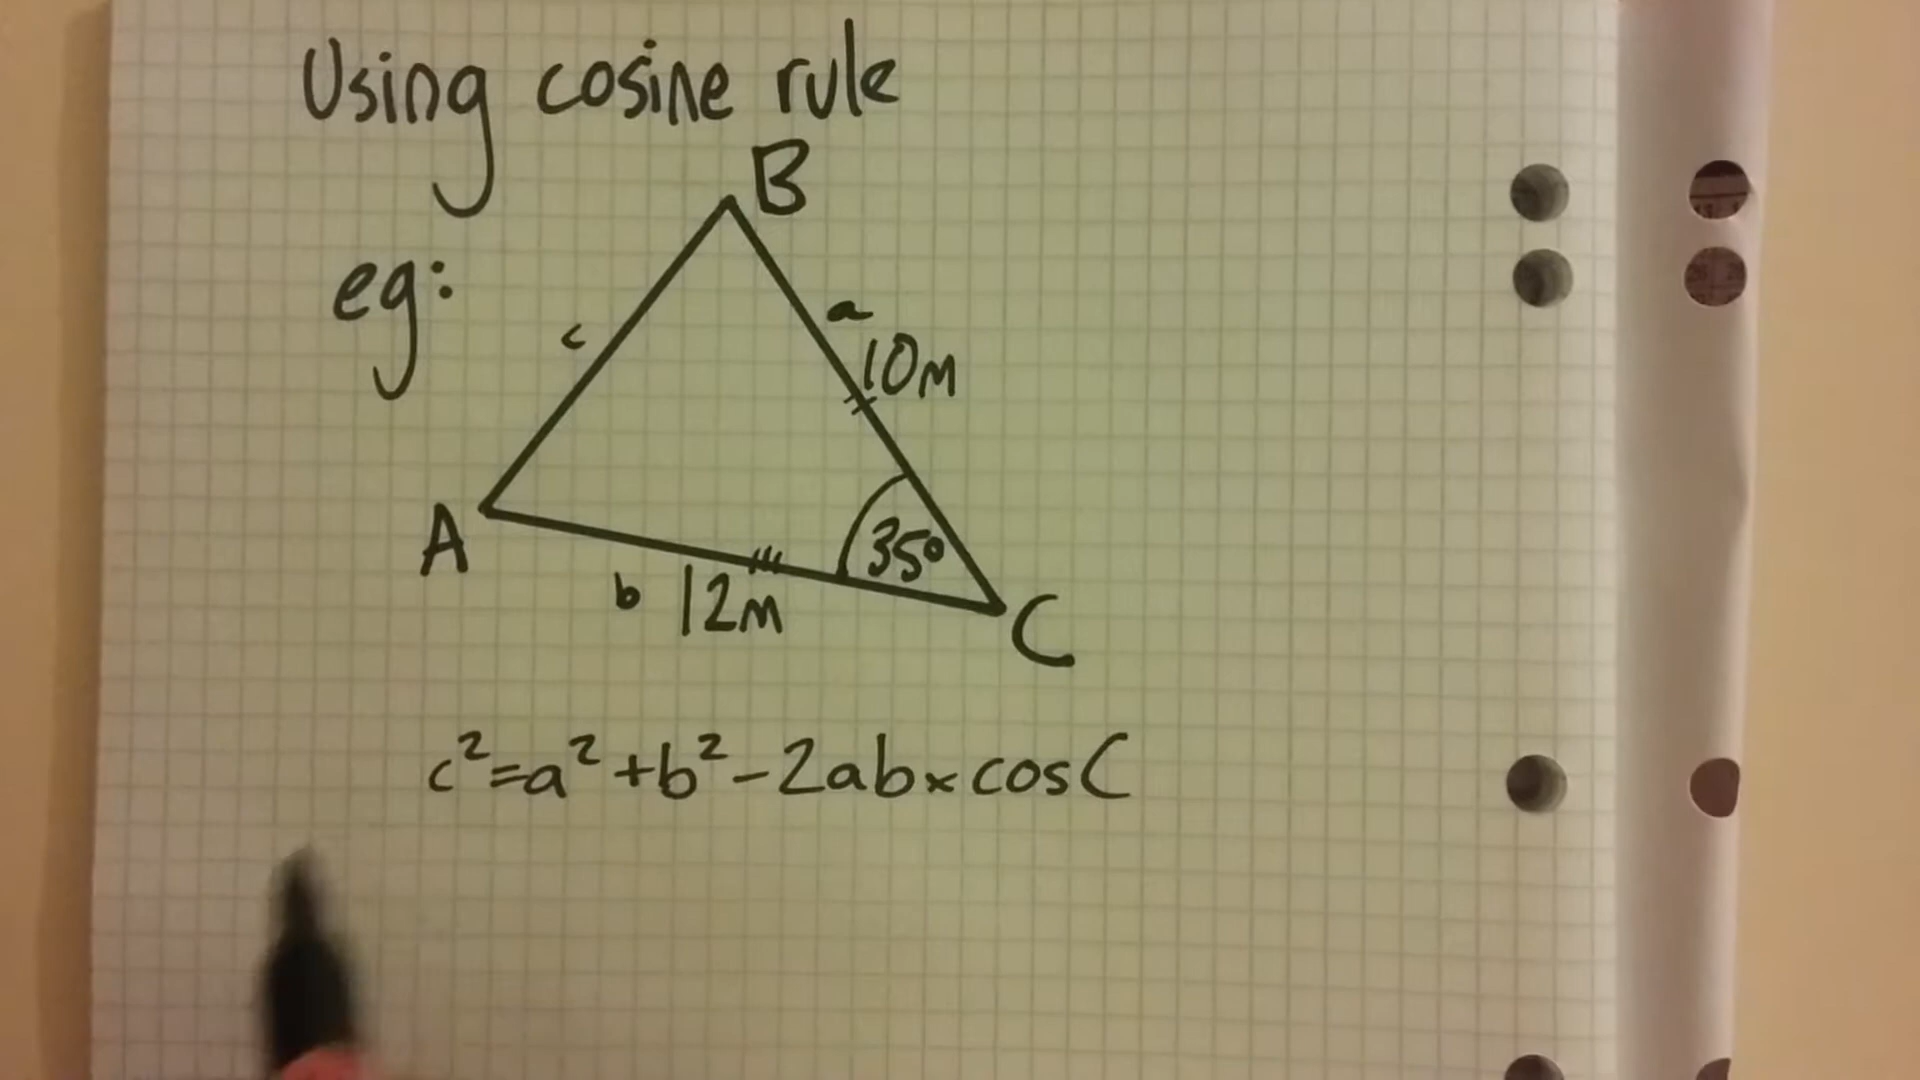 Using cosine rule
B
eg:
a
c
10m
A
35°
b 12m
C
c²=a²+b²-2ab×cosC